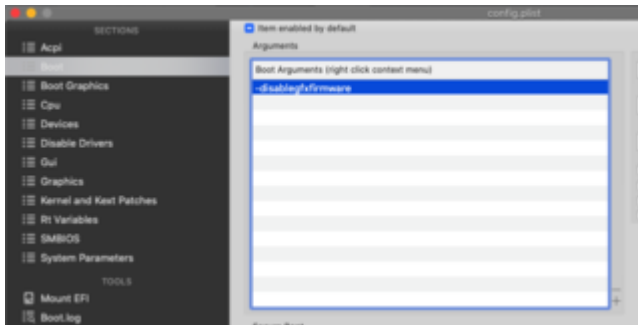 config.plist
SECTIONS
Acpi
Boot
Boot Graphics
Cpu
Devices
Disable Drivers
Gui
Graphics
Kernel and Kext Patches
Rt Variables
SMBIOS
System Parameters
TOOLS
Mount EFI
Boot.log
Item enabled by default
Arguments
Boot Arguments (right click context menu)
-disablegfxfirmware